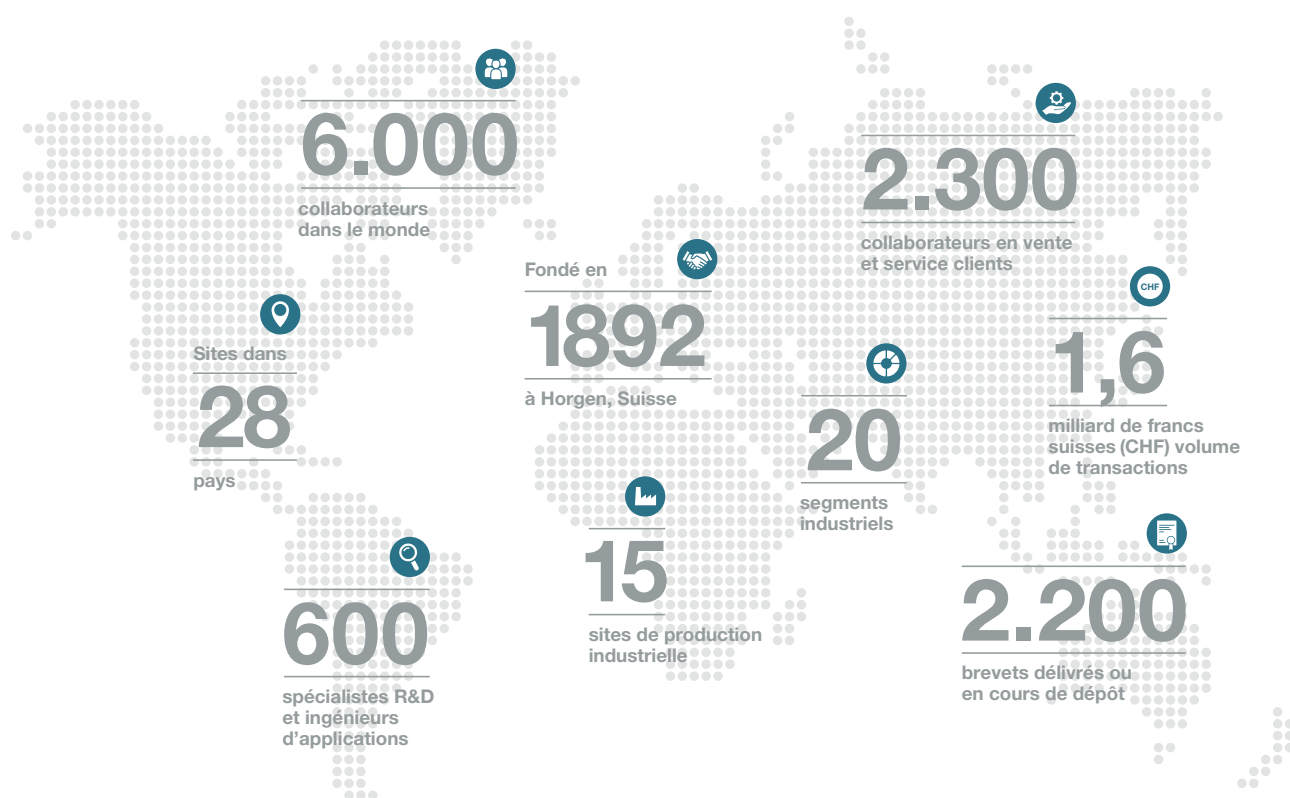 6.000
collaborateurs
dans le monde
2.300
collaborateurs en vente
et service clients
Fondé en
1892
à Horgen, Suisse
CHF
1,6
milliard de francs
suisses (CHF) volume
de transactions
Sites dans
28
pays
20
segments
industriels
15
sites de production
industrielle
600
spécialistes R&D
et ingénieurs
d’applications
2.200
brevets délivrés ou
en cours de dépôt